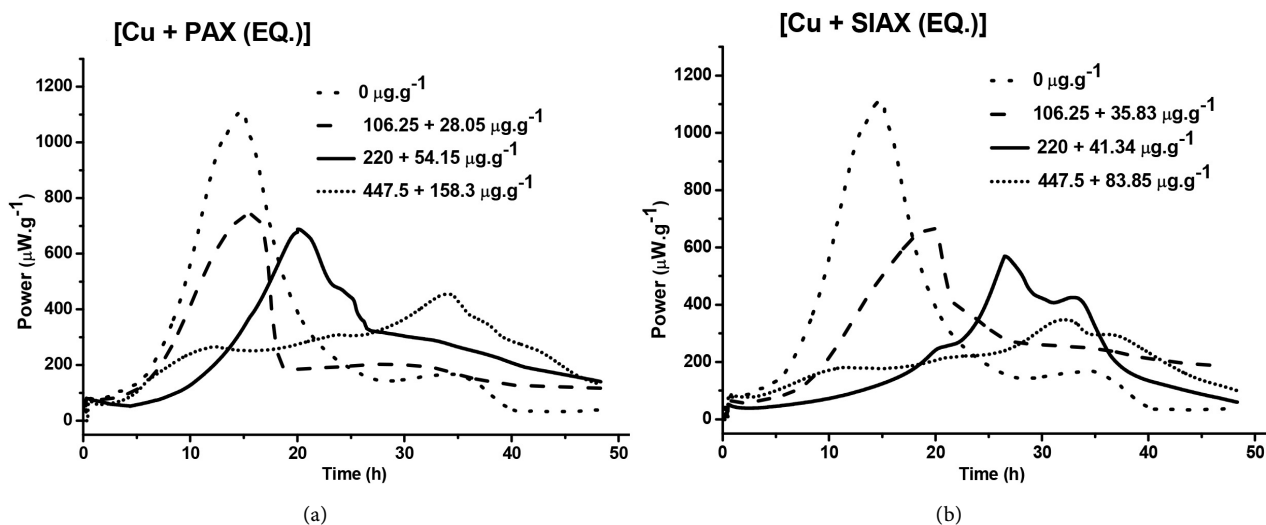 [Cu + PAX (EQ.)]
Power (µW.g⁻¹)
1200
1000
800
600
400
200
0
0 µg.g⁻¹
106.25 + 28.05 µg.g⁻¹
220 + 54.15 µg.g⁻¹
447.5 + 158.3 µg.g⁻¹
0 10 20 30 40 50
Time (h)
(a)
[Cu + SIAX (EQ.)]
Power (µW.g⁻¹)
1200
1000
800
600
400
200
0
0 µg.g⁻¹
106.25 + 35.83 µg.g⁻¹
220 + 41.34 µg.g⁻¹
447.5 + 83.85 µg.g⁻¹
0 10 20 30 40 50
Time (h)
(b)